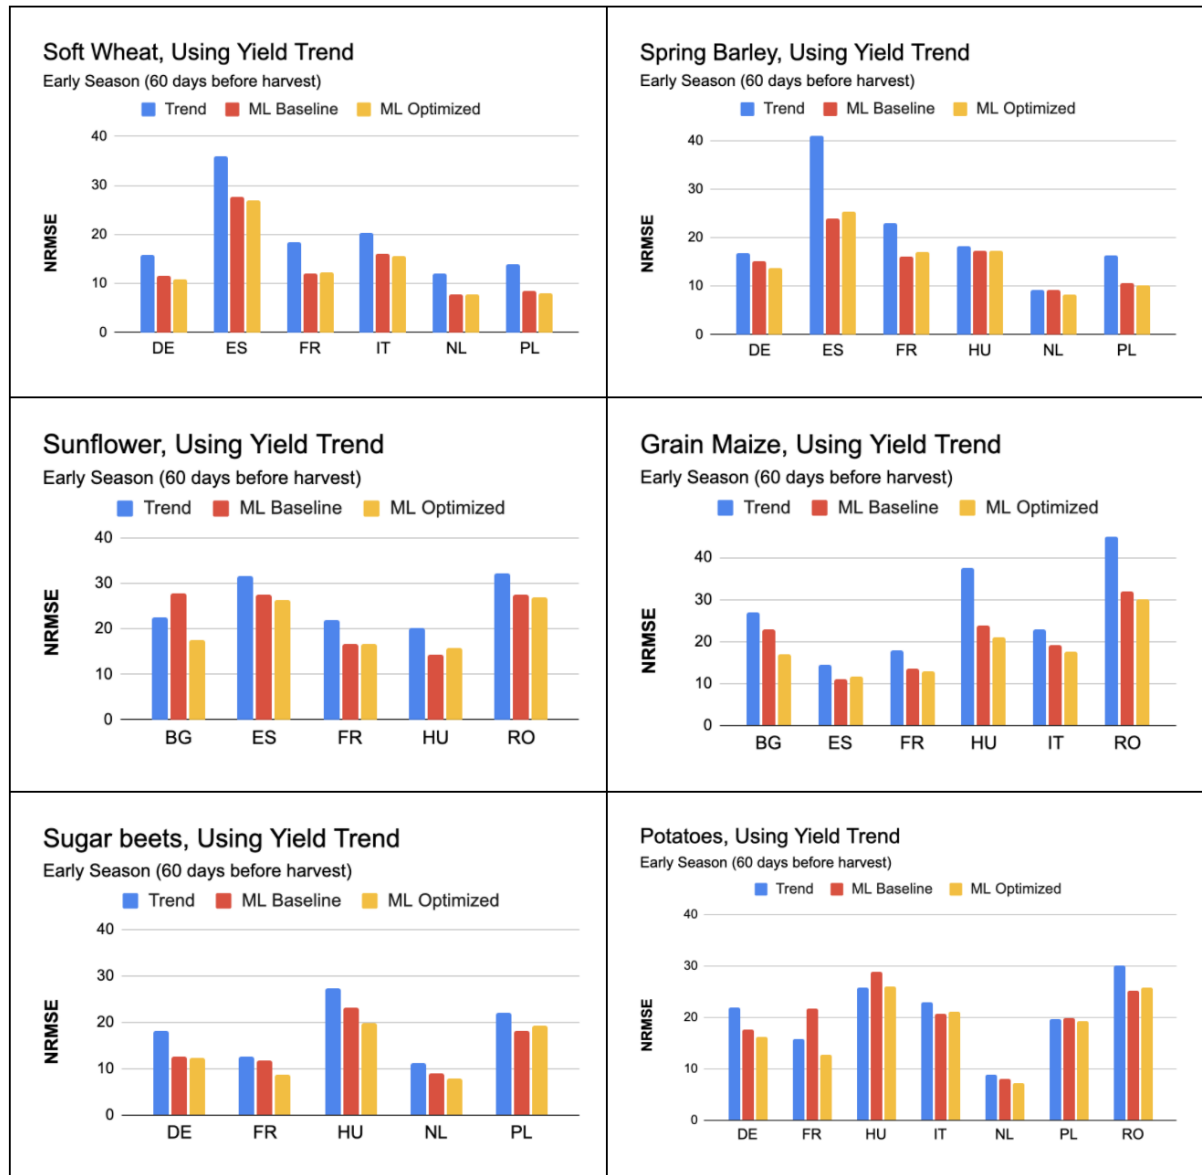 Soft Wheat, Using Yield Trend
Early Season (60 days before harvest)
Trend ML Baseline ML Optimized
40
30
20
10
0
NRMSE
DE ES FR IT NL PL
Spring Barley, Using Yield Trend
Early Season (60 days before harvest)
Trend ML Baseline ML Optimized
40
30
20
10
0
NRMSE
DE ES FR HU NL PL
Sunflower, Using Yield Trend
Early Season (60 days before harvest)
Trend ML Baseline ML Optimized
40
30
20
10
0
NRMSE
BG ES FR HU RO
Grain Maize, Using Yield Trend
Early Season (60 days before harvest)
Trend ML Baseline ML Optimized
40
30
20
10
0
NRMSE
BG ES FR HU IT RO
Sugar beets, Using Yield Trend
Early Season (60 days before harvest)
Trend ML Baseline ML Optimized
40
30
20
10
0
NRMSE
DE FR HU NL PL
Potatoes, Using Yield Trend
Early Season (60 days before harvest)
Trend ML Baseline ML Optimized
40
30
20
10
0
NRMSE
DE FR HU IT NL PL RO